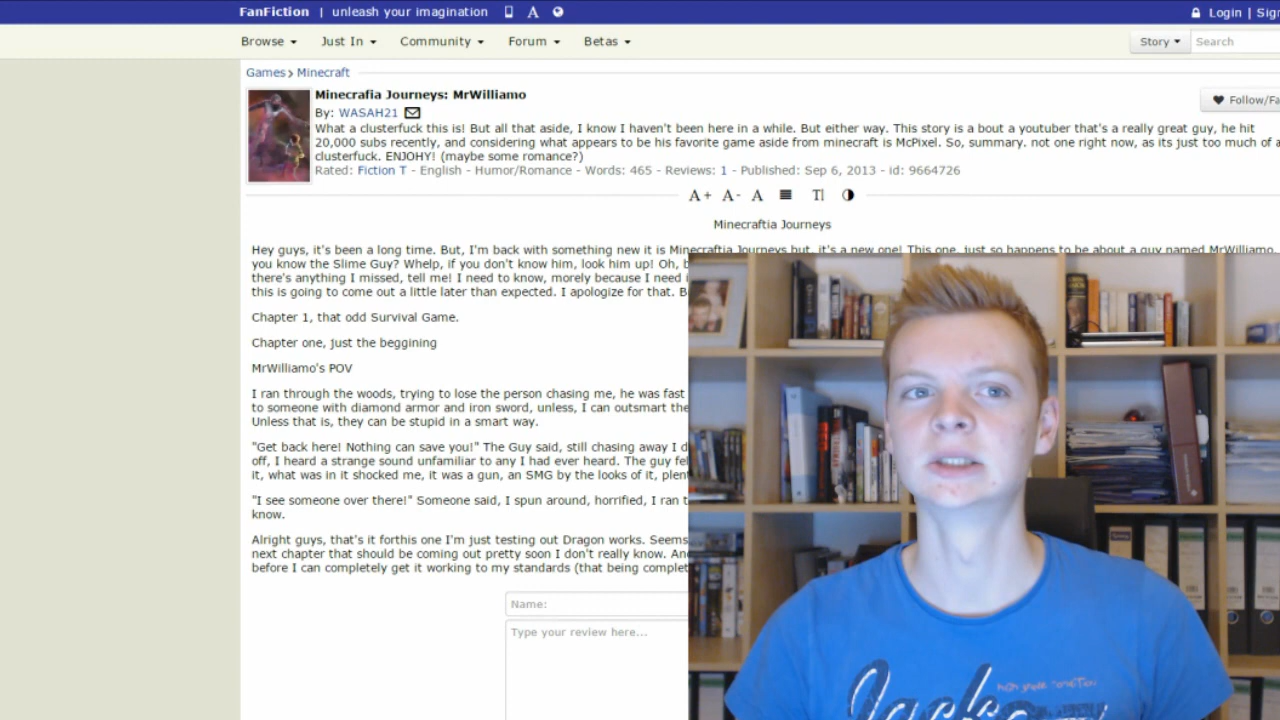 FanFiction | unleash your imagination A Login | Sign
Browse Just In Community Forum Betas Story Search
Games › Minecraft
Minecrafia Journeys: MrWilliamo
Follow/Fa
By: WASAH21
What a clusterfuck this is! But all that aside, I know I haven't been here in a while. But either way. This story is a bout a youtuber that's a really great guy, he hit
20,000 subs recently, and considering what appears to be his favorite game aside from minecraft is McPixel. So, summary. not one right now, as its just too much of a
clusterfuck. ENJOHY! (maybe some romance?)
Rated: Fiction T - English - Humor/Romance - Words: 465 - Reviews: 1 - Published: Sep 6, 2013 - id: 9664726
A+ A- A
Minecraftia Journeys
Hey guys, it's been a long time. But, I'm back with something new it is Minecraftia Journeys but, it's a new one! This one, just so happens to be about a guy named MrWilliamo,
you know the Slime Guy? Whelp, if you don't know him, look him up! Oh, b
there's anything I missed, tell me! I need to know, morely because I need i
this is going to come out a little later than expected. I apologize for that. B
Chapter 1, that odd Survival Game.
Chapter one, just the beggining
MrWilliamo's POV
I ran through the woods, trying to lose the person chasing me, he was fast
to someone with diamond armor and iron sword, unless, I can outsmart the
Unless that is, they can be stupid in a smart way.
"Get back here! Nothing can save you!" The Guy said, still chasing away I d
off, I heard a strange sound unfamiliar to any I had ever heard. The guy fel
it, what was in it shocked me, it was a gun, an SMG by the looks of it, plent
"I see someone over there!" Someone said, I spun around, horrified, I ran t
know.
Alright guys, that's it forthis one I'm just testing out Dragon works. Seems
next chapter that should be coming out pretty soon I don't really know. And
before I can completely get it working to my standards (that being complet
Name:
Type your review here...